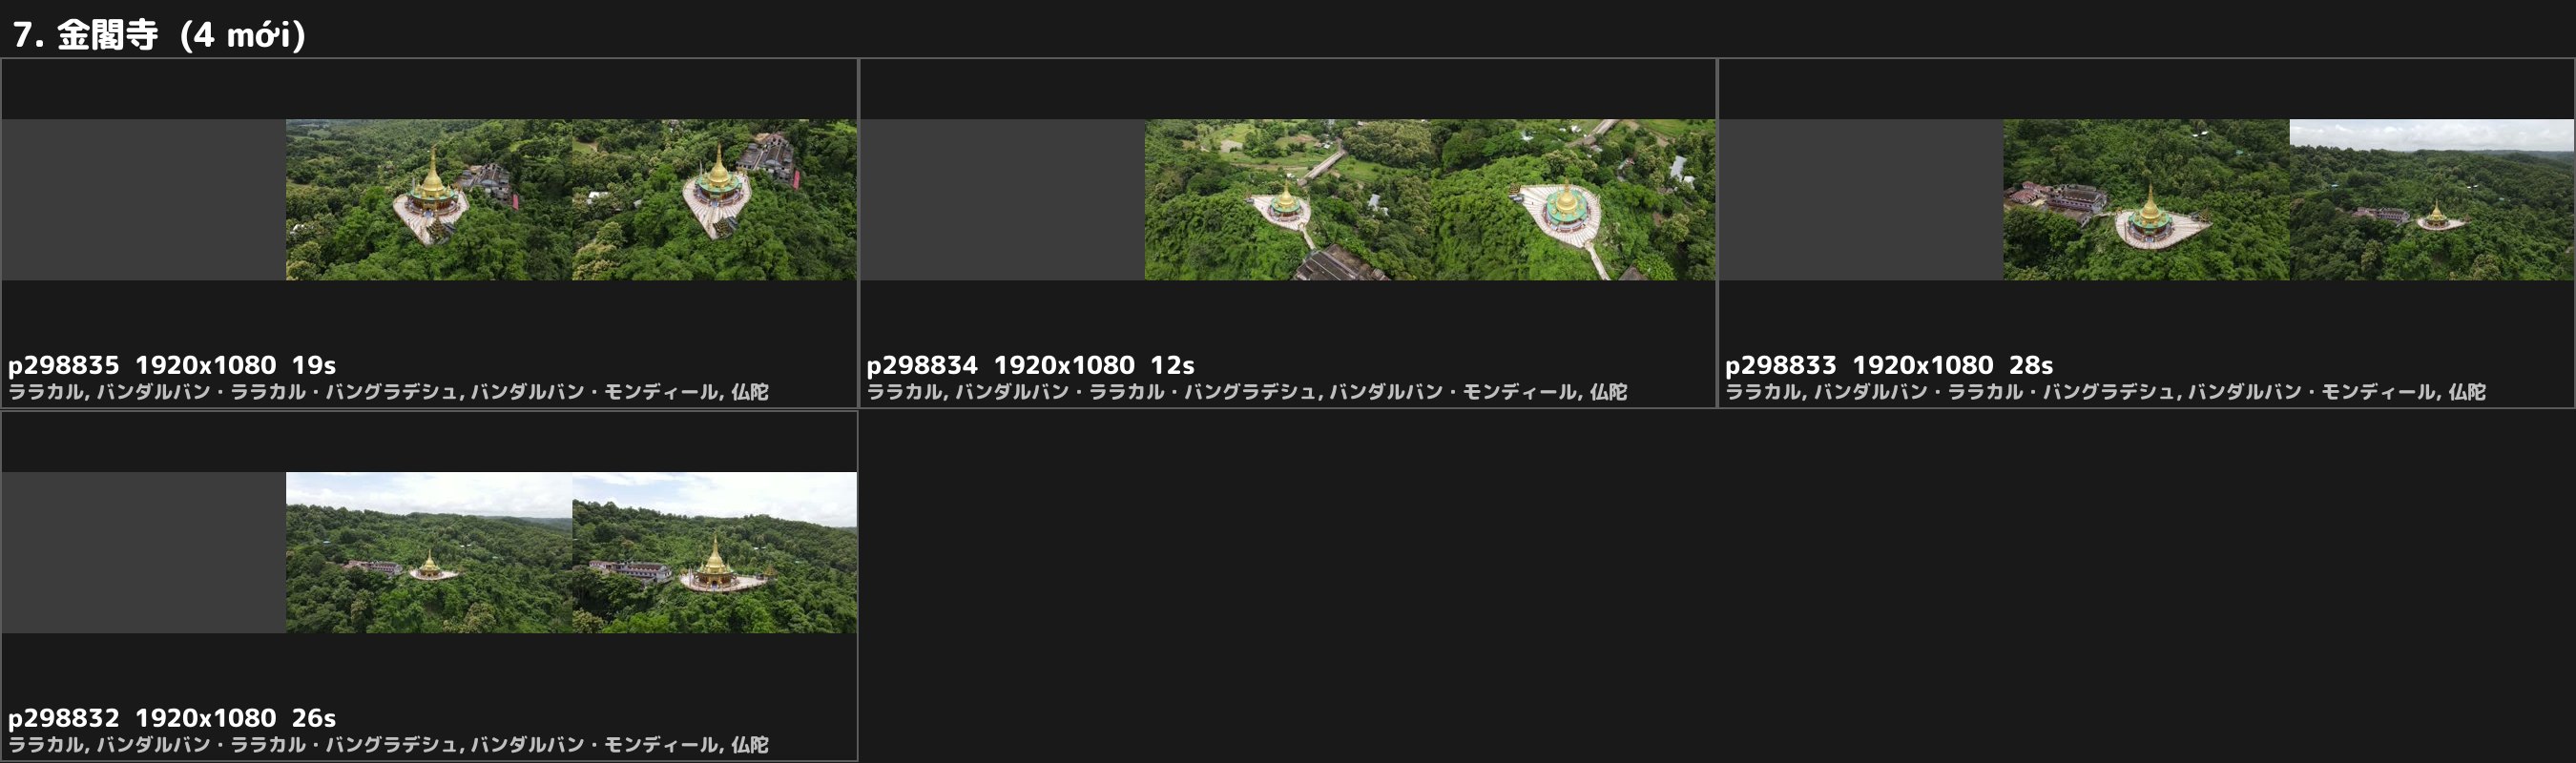 7. 金閣寺 (4 mới)
p298835 1920x1080 19s
ララカル, バンダルバン・ララカル・バングラデシュ, バンダルバン・モンディール, 仏陀
p298834 1920x1080 12s
ララカル, バンダルバン・ララカル・バングラデシュ, バンダルバン・モンディール, 仏陀
p298833 1920x1080 28s
ララカル, バンダルバン・ララカル・バングラデシュ, バンダルバン・モンディール, 仏陀
p298832 1920x1080 26s
ララカル, バンダルバン・ララカル・バングラデシュ, バンダルバン・モンディール, 仏陀